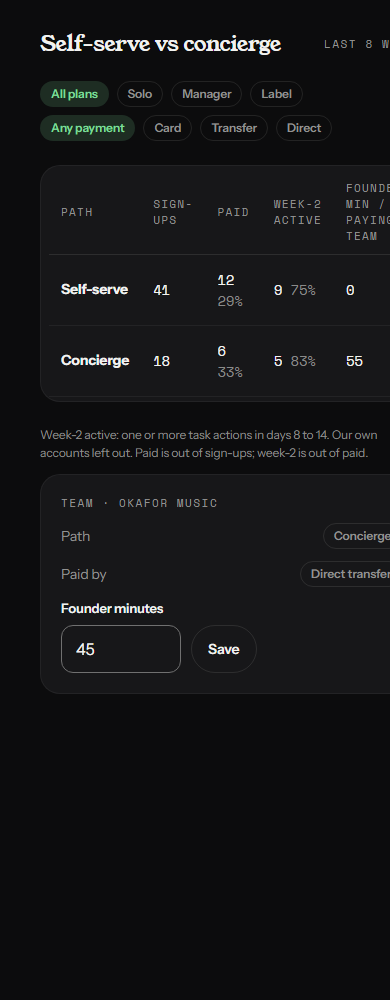 Self-serve vs concierge
LAST 8 W
All plans Solo Manager Label
Any payment Card Transfer Direct
PATH SIGN-UPS PAID WEEK-2 ACTIVE FOUNDE MIN / PAYING TEAM
Self-serve 41 12 29% 9 75% 0
Concierge 18 6 33% 5 83% 55
Week-2 active: one or more task actions in days 8 to 14. Our own
accounts left out. Paid is out of sign-ups; week-2 is out of paid.
TEAM · OKAFOR MUSIC
Path Concierge
Paid by Direct transfer
Founder minutes
45 Save